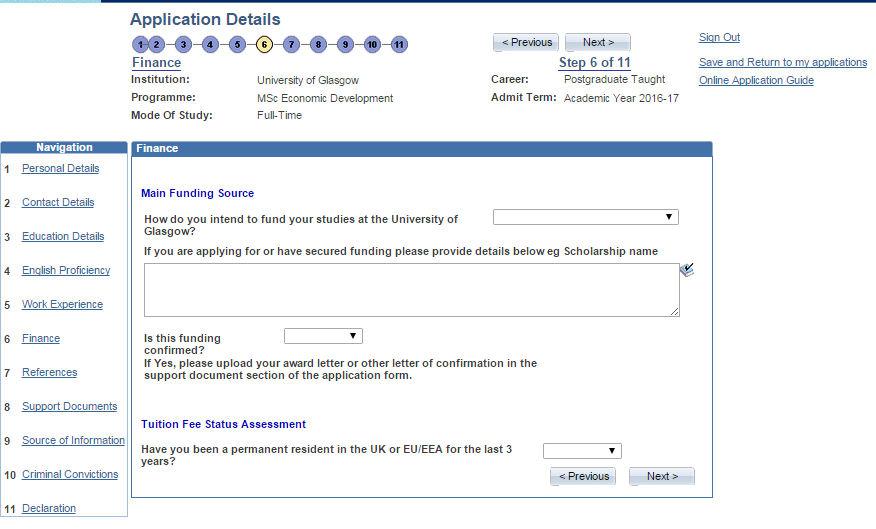 Application Details
1 2 3 4 5 6 7 8 9 10 11
< Previous Next >
Sign Out
Finance
Step 6 of 11
Save and Return to my applications
Institution: University of Glasgow
Career: Postgraduate Taught
Online Application Guide
Programme: MSc Economic Development
Admit Term: Academic Year 2016-17
Mode Of Study: Full-Time
Navigation
1 Personal Details
2 Contact Details
3 Education Details
4 English Proficiency
5 Work Experience
6 Finance
7 References
8 Support Documents
9 Source of Information
10 Criminal Convictions
11 Declaration
Finance
Main Funding Source
How do you intend to fund your studies at the University of
Glasgow?
If you are applying for or have secured funding please provide details below eg Scholarship name
Is this funding
confirmed?
If Yes, please upload your award letter or other letter of confirmation in the
support document section of the application form.
Tuition Fee Status Assessment
Have you been a permanent resident in the UK or EU/EEA for the last 3
years?
< Previous Next >